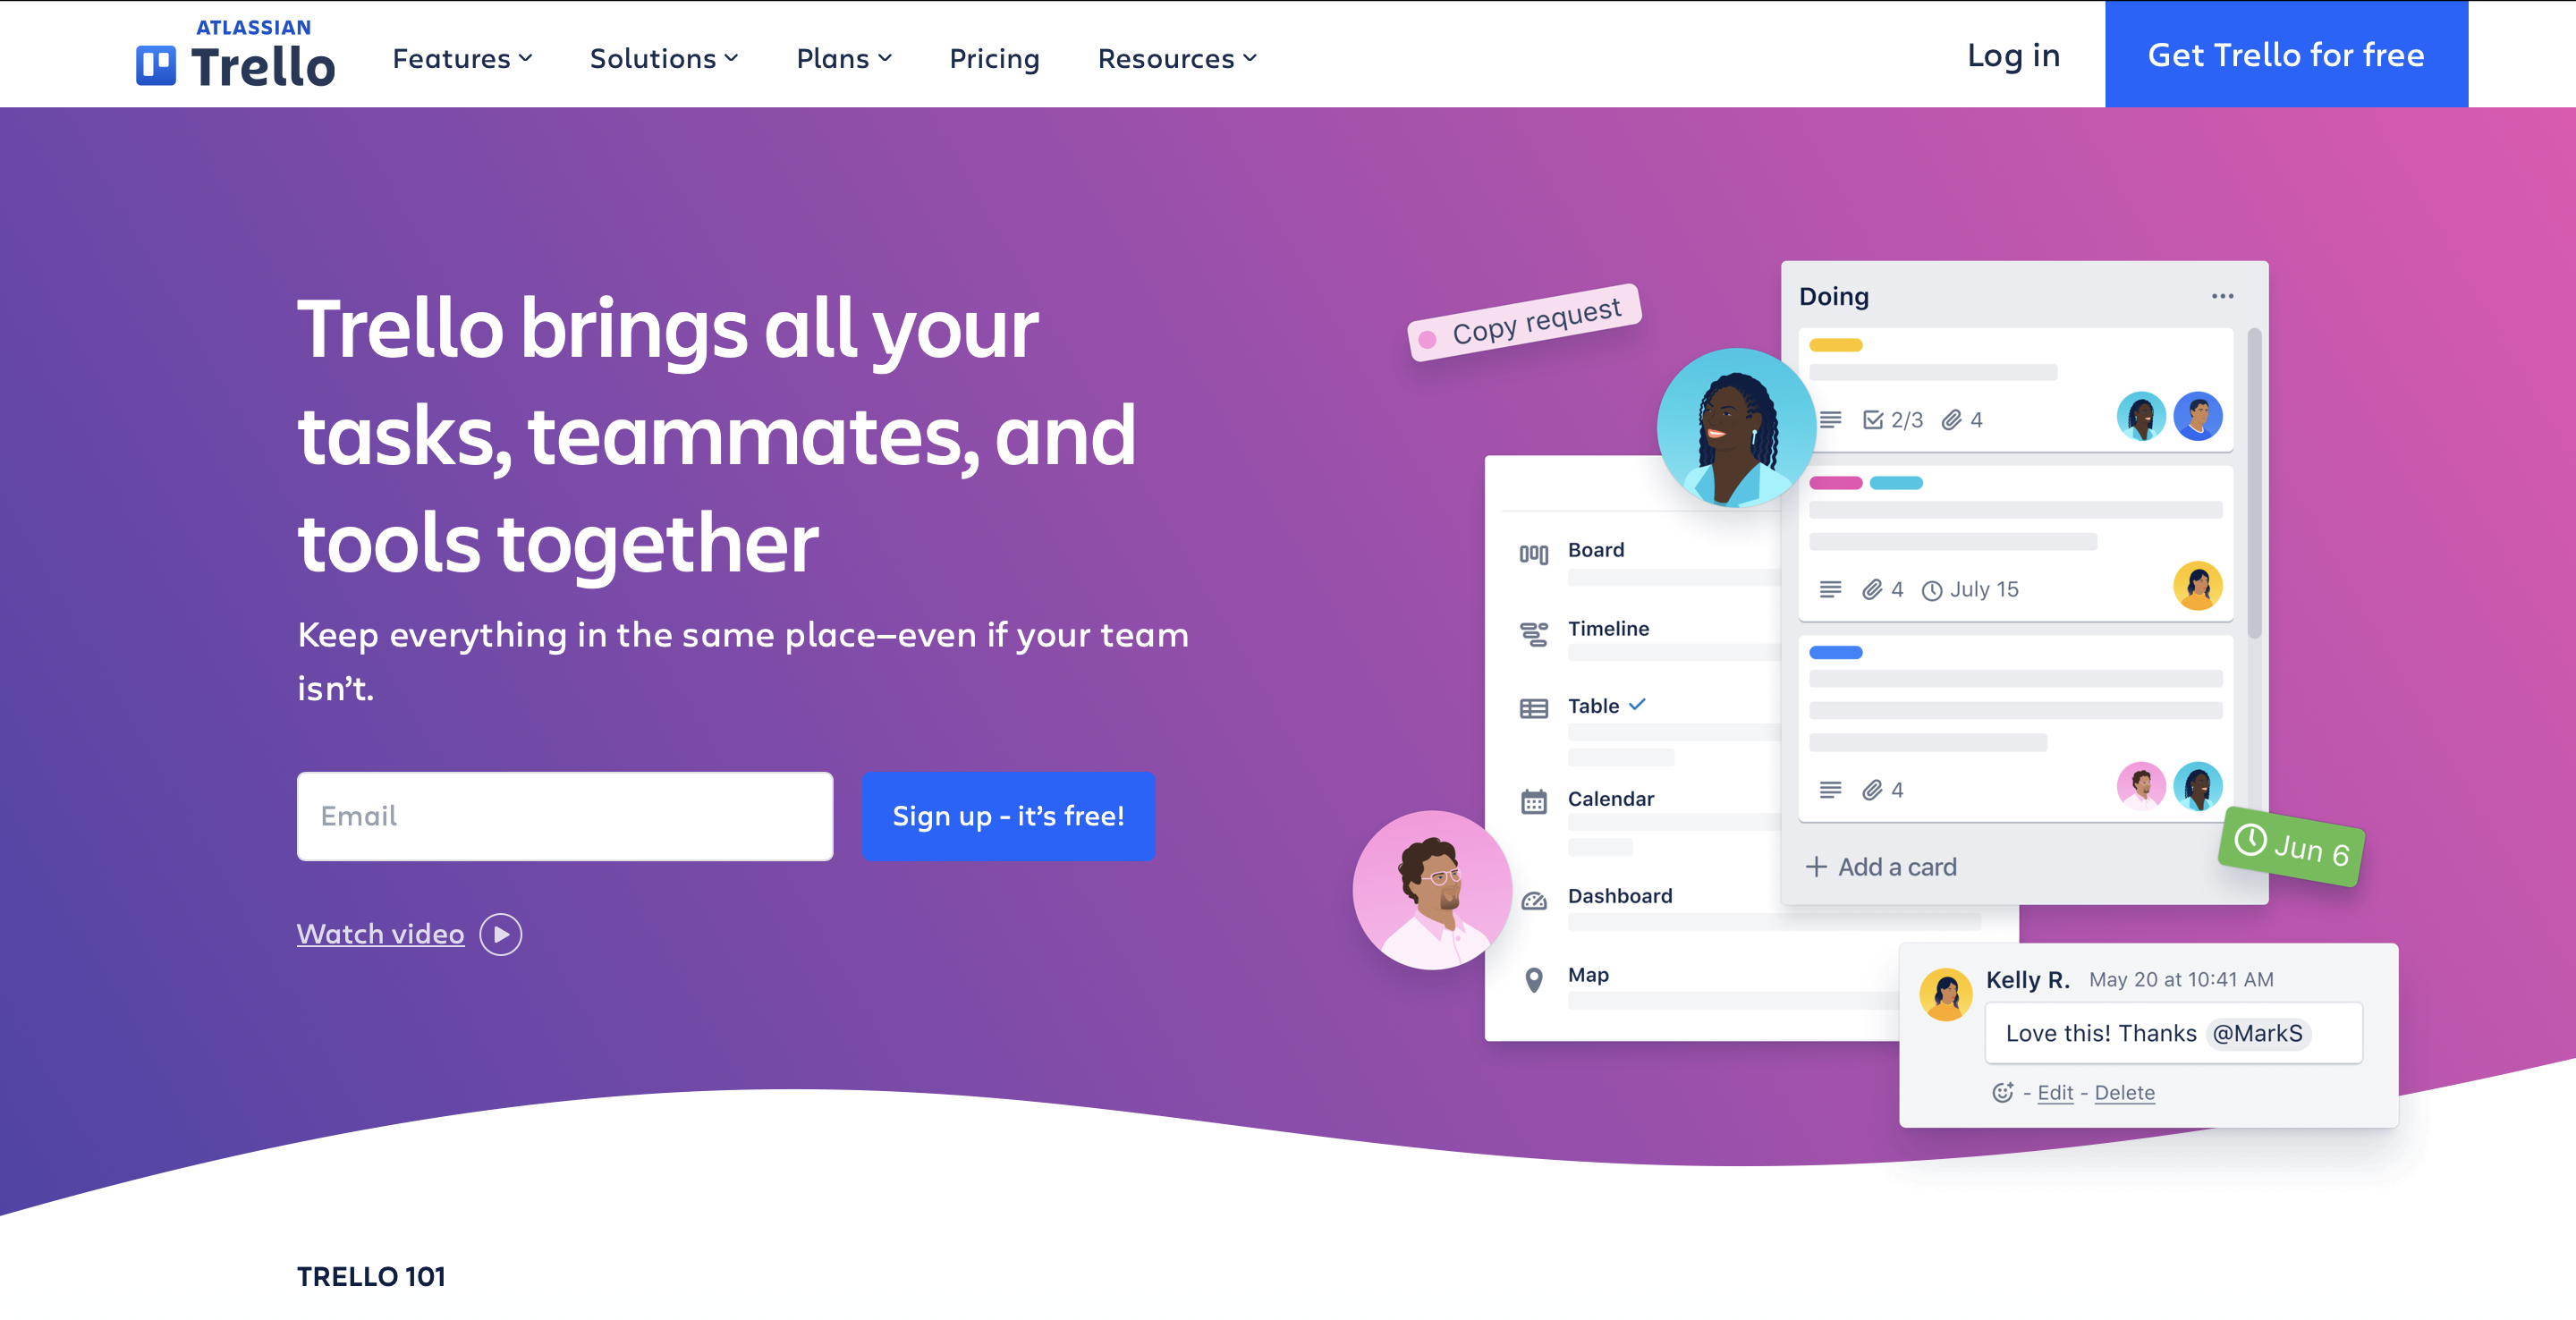 ATLASSIAN
Trello
Features
Solutions
Plans
Pricing
Resources
Log in
Get Trello for free
Trello brings all your
tasks, teammates, and
tools together
Keep everything in the same place—even if your team
isn’t.
Email
Sign up - it’s free!
Watch video
Copy request
Doing
2/3 4
4 July 15
4
+ Add a card
Jun 6
Board
Timeline
Table
Calendar
Dashboard
Map
Kelly R. May 20 at 10:41 AM
Love this! Thanks @MarkS
- Edit - Delete
TRELLO 101